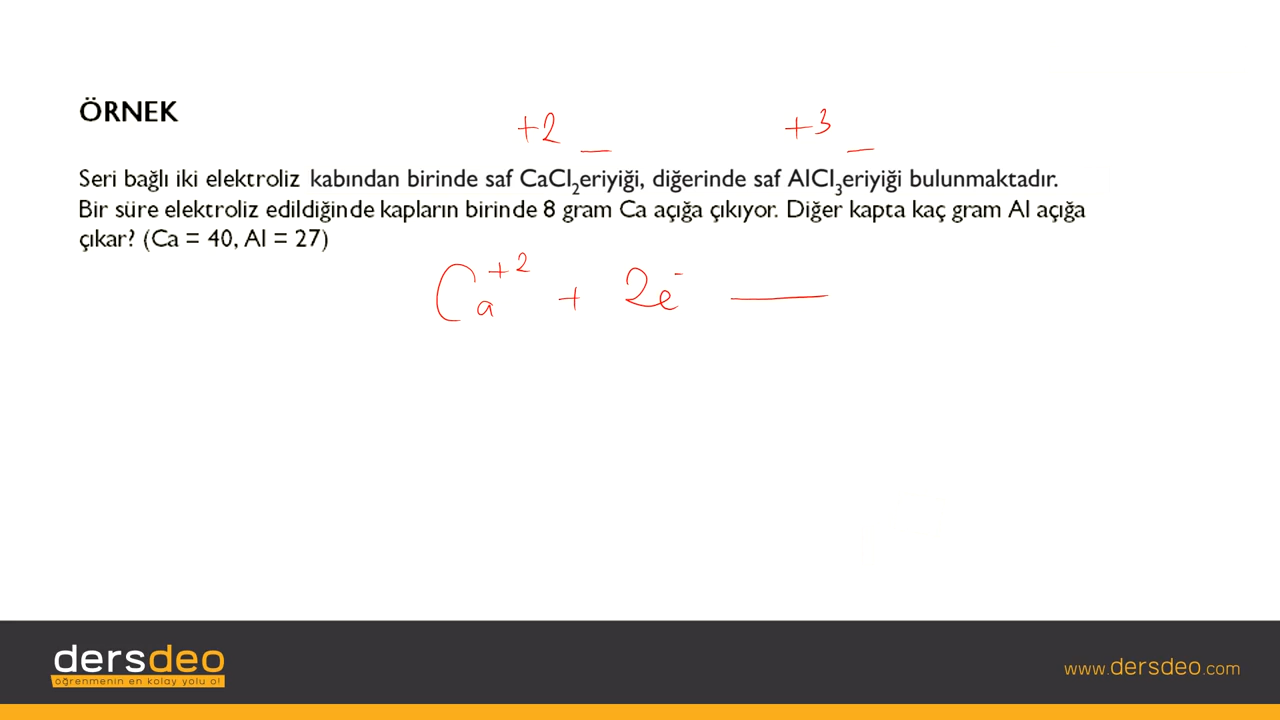 ÖRNEK
+2 _ +3 _
Seri bağlı iki elektroliz kabından birinde saf CaCl₂eriyiği, diğerinde saf AlCl₃eriyiği bulunmaktadır.
Bir süre elektroliz edildiğinde kapların birinde 8 gram Ca açığa çıkıyor. Diğer kapta kaç gram Al açığa
çıkar? (Ca = 40, Al = 27)
Ca⁺² + 2e⁻ —
dersdeo
öğrenmenin en kolay yolu o!
www.dersdeo.com